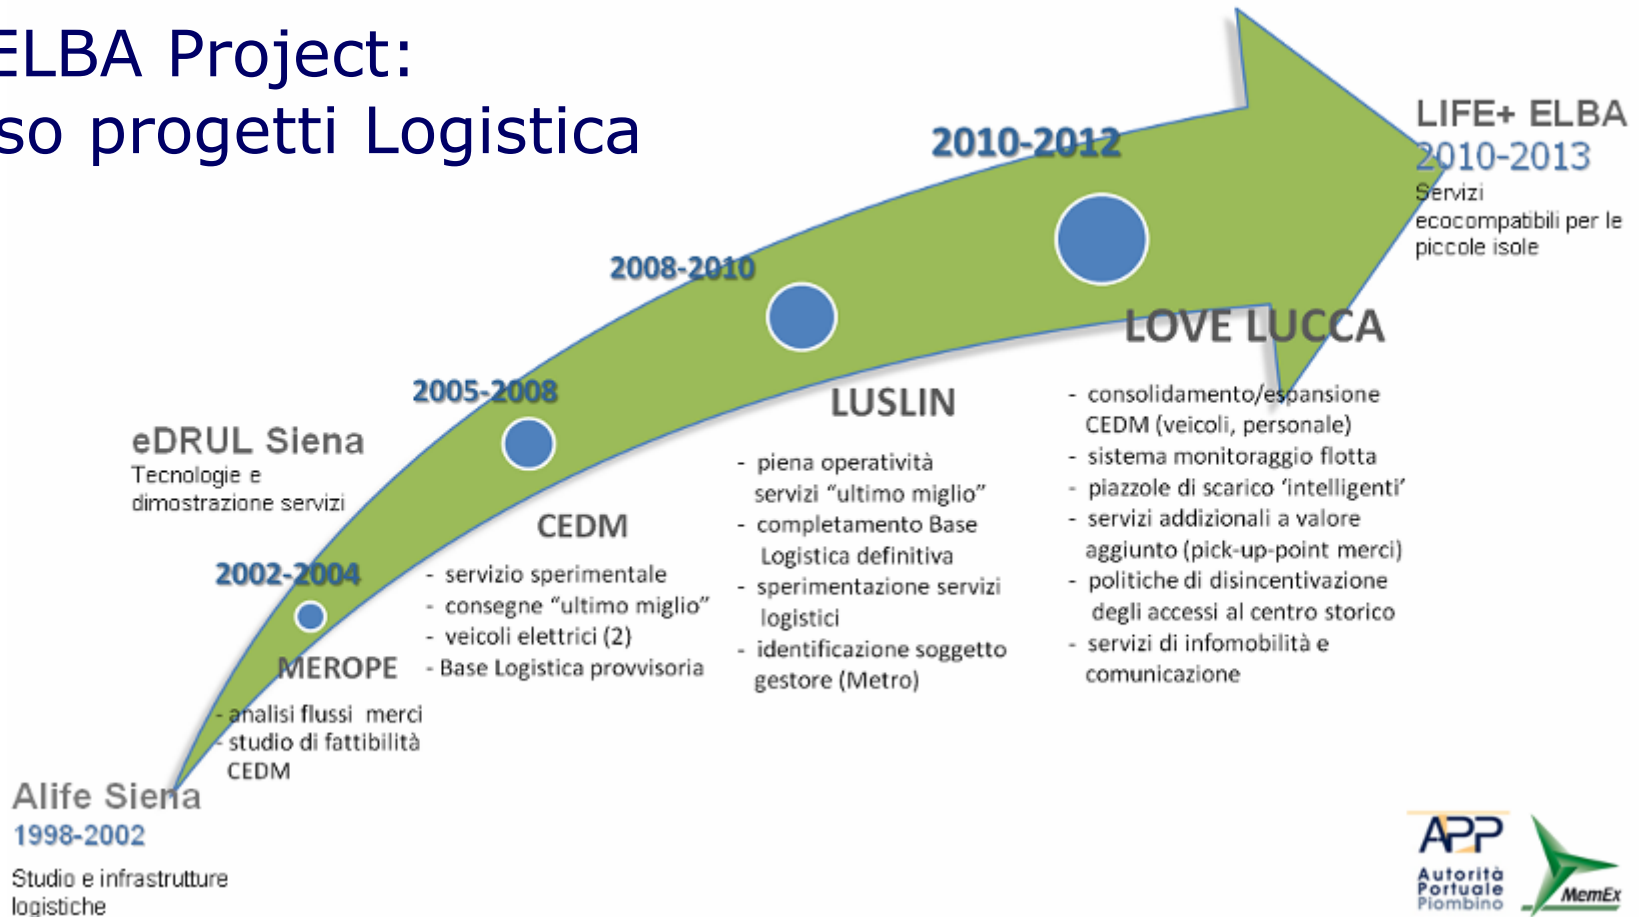 ELBA Project:
so progetti Logistica
2010-2012
LIFE+ ELBA
2010-2013
Servizi
ecocompatibili per le
piccole isole
2008-2010
LOVE LUCCA
- consolidamento/espansione
CEDM (veicoli, personale)
- sistema monitoraggio flotta
- piazzole di scarico ‘intelligenti’
- servizi addizionali a valore
aggiunto (pick-up-point merci)
- politiche di disincentivazione
degli accessi al centro storico
- servizi di infomobilità e
comunicazione
2005-2008
LUSLIN
- piena operatività
servizi “ultimo miglio”
- completamento Base
Logistica definitiva
- sperimentazione servizi
logistici
- identificazione soggetto
gestore (Metro)
eDRUL Siena
Tecnologie e
dimostrazione servizi
CEDM
- servizio sperimentale
- consegne “ultimo miglio”
- veicoli elettrici (2)
- Base Logistica provvisoria
2002-2004
MEROPE
- analisi flussi merci
- studio di fattibilità
CEDM
Alife Siena
1998-2002
Studio e infrastrutture
logistiche
APP
Autorità
Portuale
Piombino
MemEx